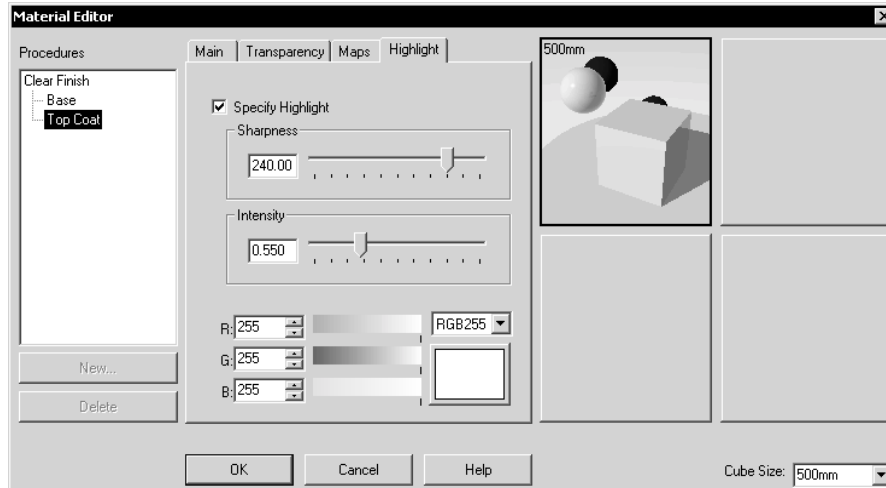 Material Editor
Procedures
Clear Finish
Base
Top Coat
New...
Delete
Main Transparency Maps Highlight
Specify Highlight
Sharpness
240.00
Intensity
0.550
R: 255
G: 255
B: 255
RGB255
OK Cancel Help
500mm
Cube Size: 500mm